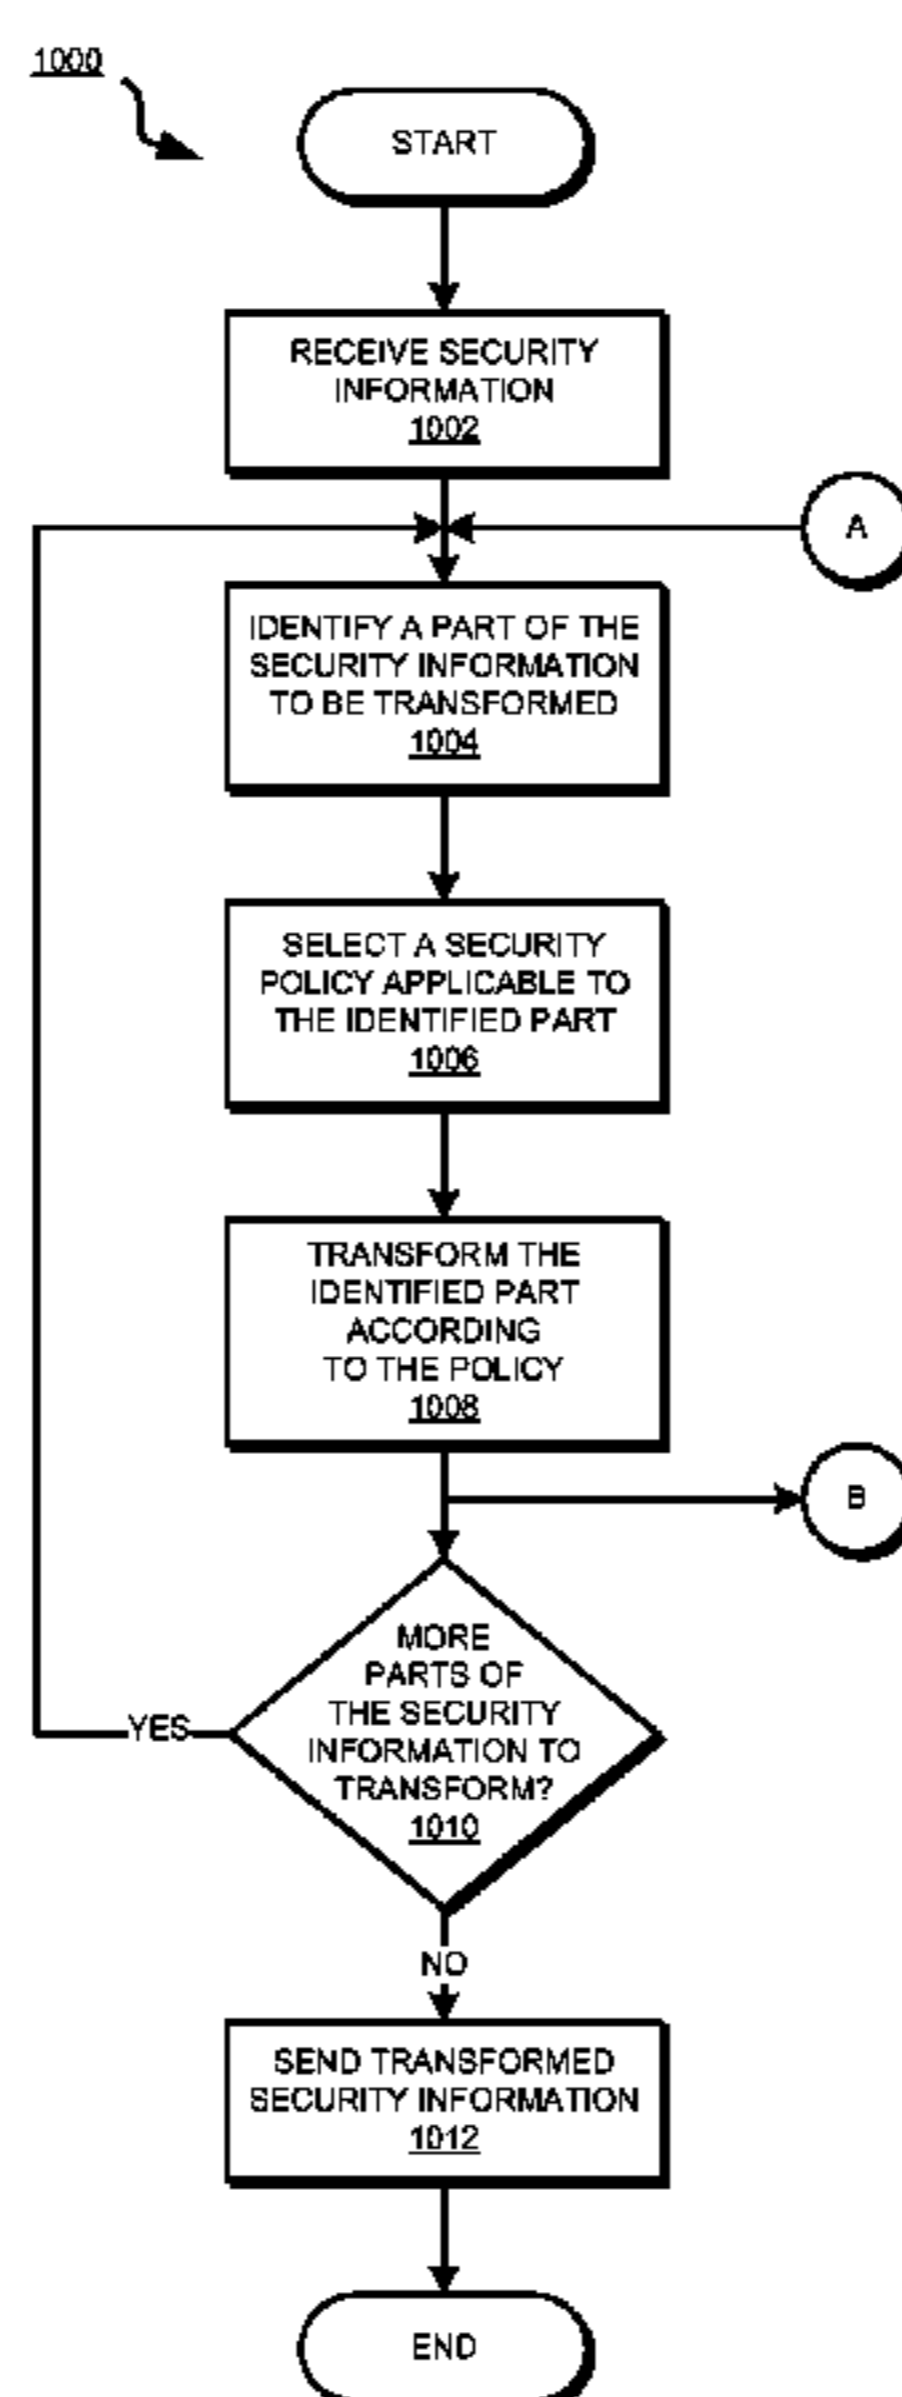 1000
START
RECEIVE SECURITY
INFORMATION
1002
A
IDENTIFY A PART OF THE
SECURITY INFORMATION
TO BE TRANSFORMED
1004
SELECT A SECURITY
POLICY APPLICABLE TO
THE IDENTIFIED PART
1006
TRANSFORM THE
IDENTIFIED PART
ACCORDING
TO THE POLICY
1008
B
MORE
PARTS OF
THE SECURITY
INFORMATION TO
TRANSFORM?
1010
YES
NO
SEND TRANSFORMED
SECURITY INFORMATION
1012
END